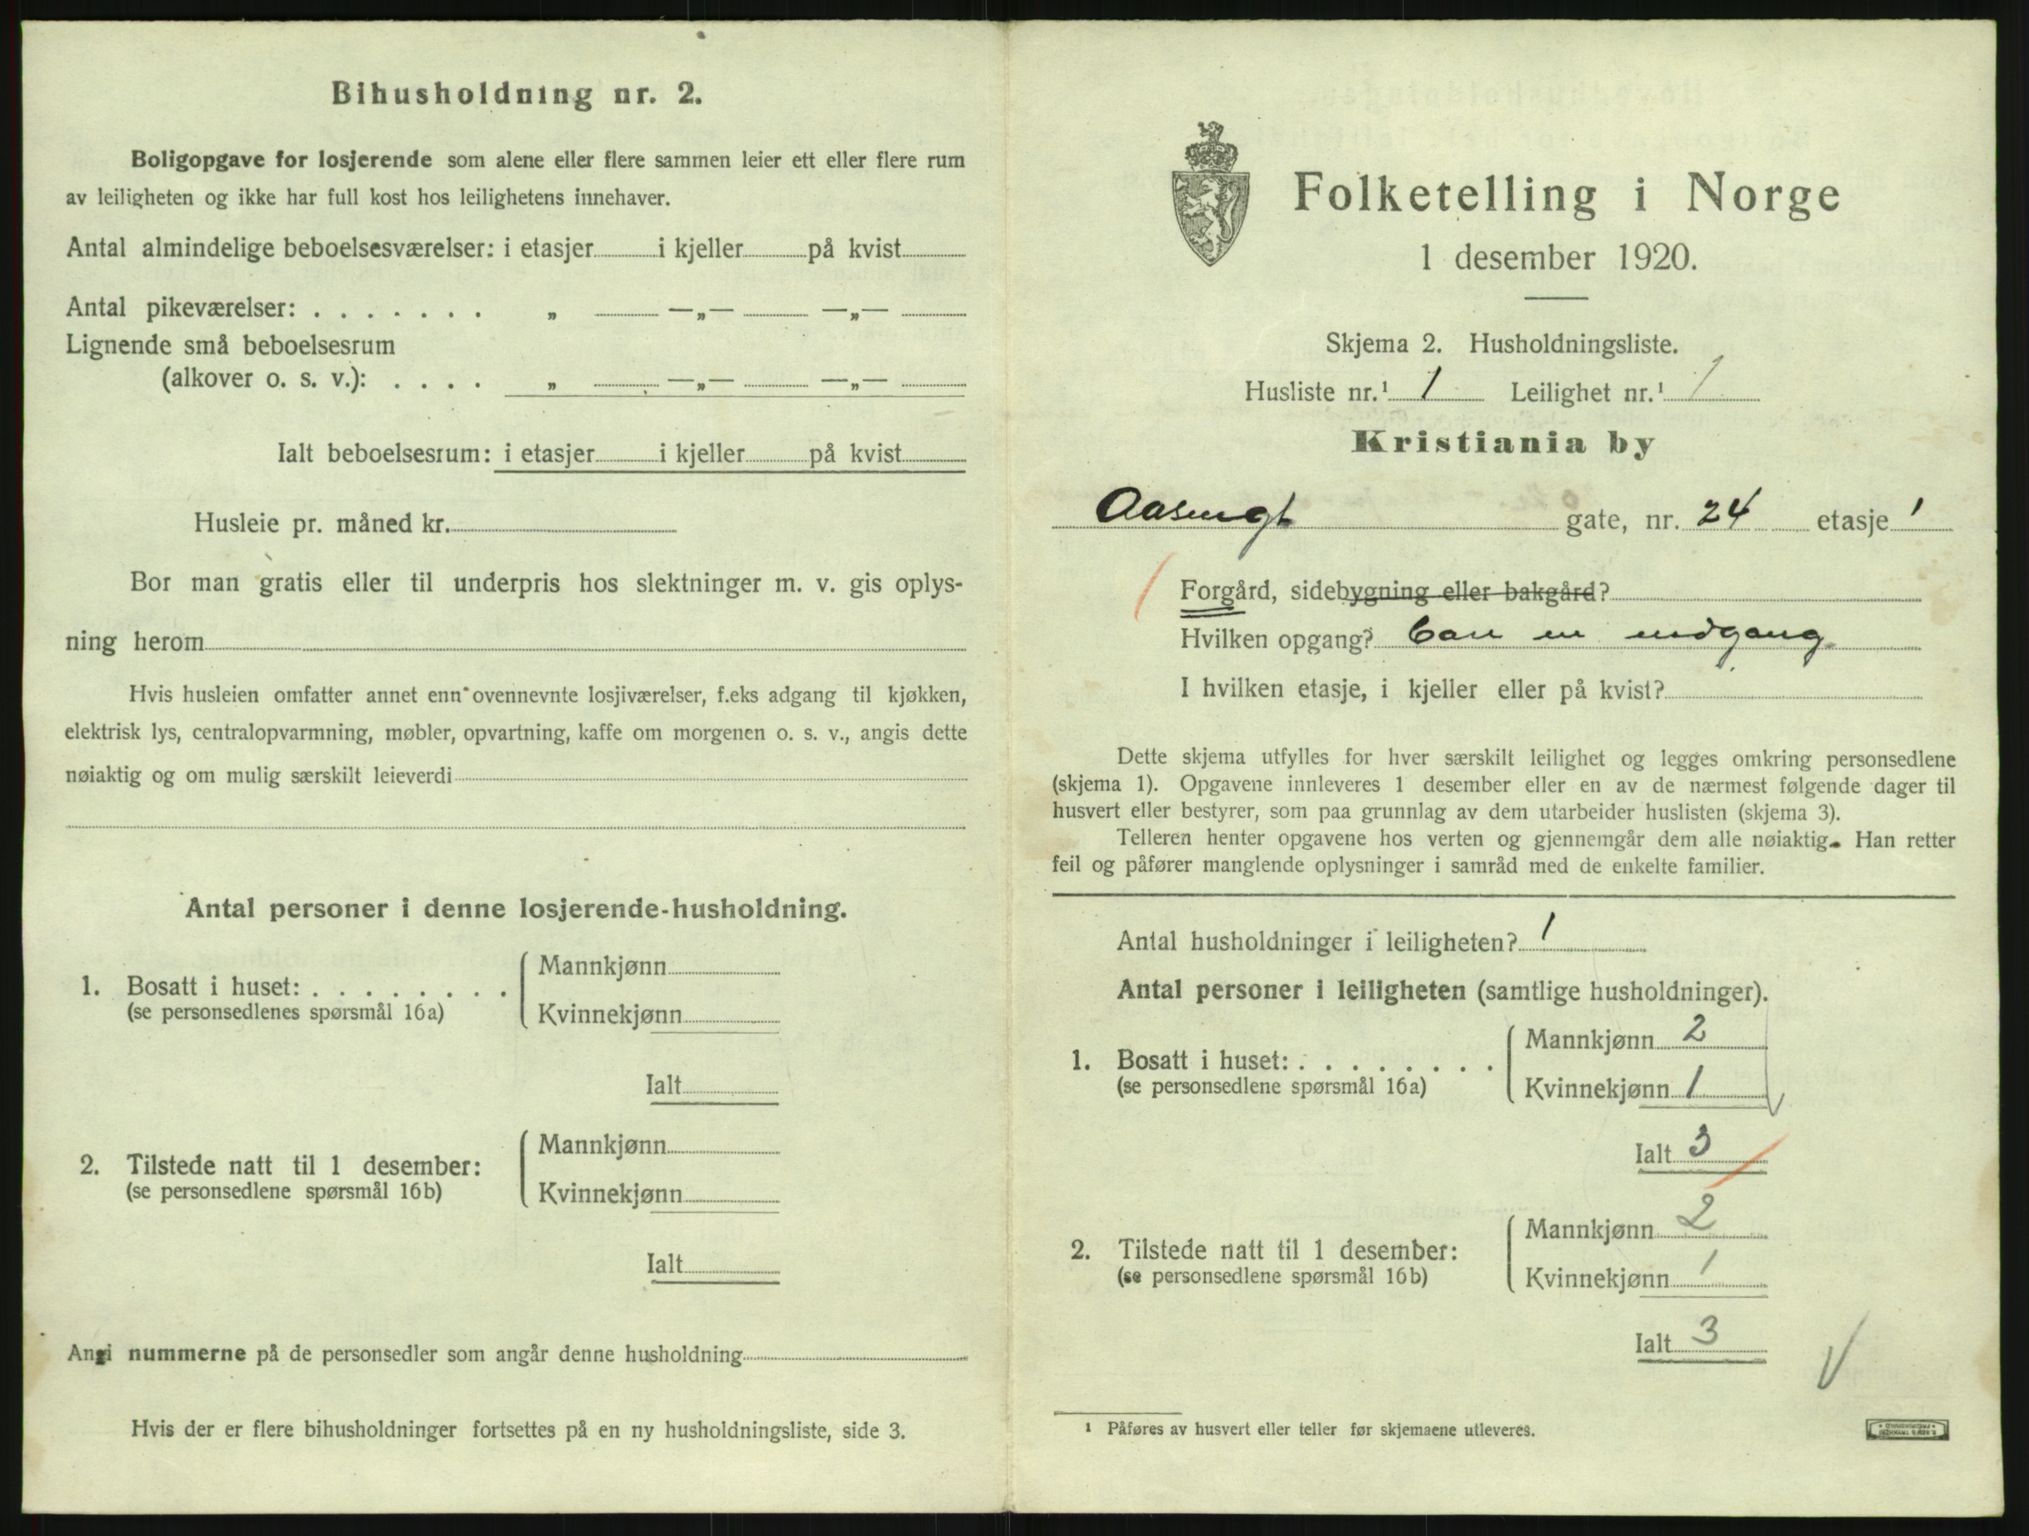 Bihusholdning nr. 2.
Boligopgave for losjerende som alene eller flere sammen leier ett eller flere rum
av leiligheten og ikke har full kost hos leilighetens innehaver.
Antal almindelige beboelsesværelser: i etasjer i kjeller på kvist
Antal pikeværelser: . . . . . . . „ —„— —„—
Lignende små beboelsesrum
(alkover o. s. v.): . . . . „ —„— —„—
Ialt beboelsesrum: i etasjer i kjeller på kvist
Husleie pr. måned kr.
Bor man gratis eller til underpris hos slektninger m. v. gis oplys-
ning herom
Hvis husleien omfatter annet enn ovennevnte losjiværelser, f.eks adgang til kjøkken,
elektrisk lys, centralopvarmning, møbler, opvartning, kaffe om morgenen o. s. v., angis dette
nøiaktig og om mulig særskilt leieverdi
Antal personer i denne losjerende-husholdning.
1. Bosatt i huset: . . . . . . . .
(se personsedlenes spørsmål 16a)
Mannkjønn
Kvinnekjønn
Ialt
2. Tilstede natt til 1 desember:
(se personsedlene spørsmål 16b)
Mannkjønn
Kvinnekjønn
Ialt
Angi nummerne på de personsedler som angår denne husholdning
Hvis der er flere bihusholdninger fortsettes på en ny husholdningsliste, side 3.
Folketelling i Norge
1 desember 1920.
Skjema 2. Husholdningsliste.
Husliste nr.¹ 1 Leilighet nr.¹ 1
Kristiania by
Aasengt gate, nr. 24 etasje 1
Forgård, sidebygning eller bakgård?
Hvilken opgang? bare en indgang
I hvilken etasje, i kjeller eller på kvist?
Dette skjema utfylles for hver særskilt leilighet og legges omkring personsedlene
(skjema 1). Opgavene innleveres 1 desember eller en av de nærmest følgende dager til
husvert eller bestyrer, som paa grunnlag av dem utarbeider huslisten (skjema 3).
Telleren henter opgavene hos verten og gjennemgår dem alle nøiaktig. Han retter
feil og påfører manglende oplysninger i samråd med de enkelte familier.
Antal husholdninger i leiligheten? 1
Antal personer i leiligheten (samtlige husholdninger).
1. Bosatt i huset: . . . . . . . .
(se personsedlene spørsmål 16a)
Mannkjønn 2
Kvinnekjønn 1
Ialt 3
2. Tilstede natt til 1 desember:
(se personsedlene spørsmål 16b)
Mannkjønn 2
Kvinnekjønn 1
Ialt 3
¹ Påføres av husvert eller teller før skjemaene utleveres.